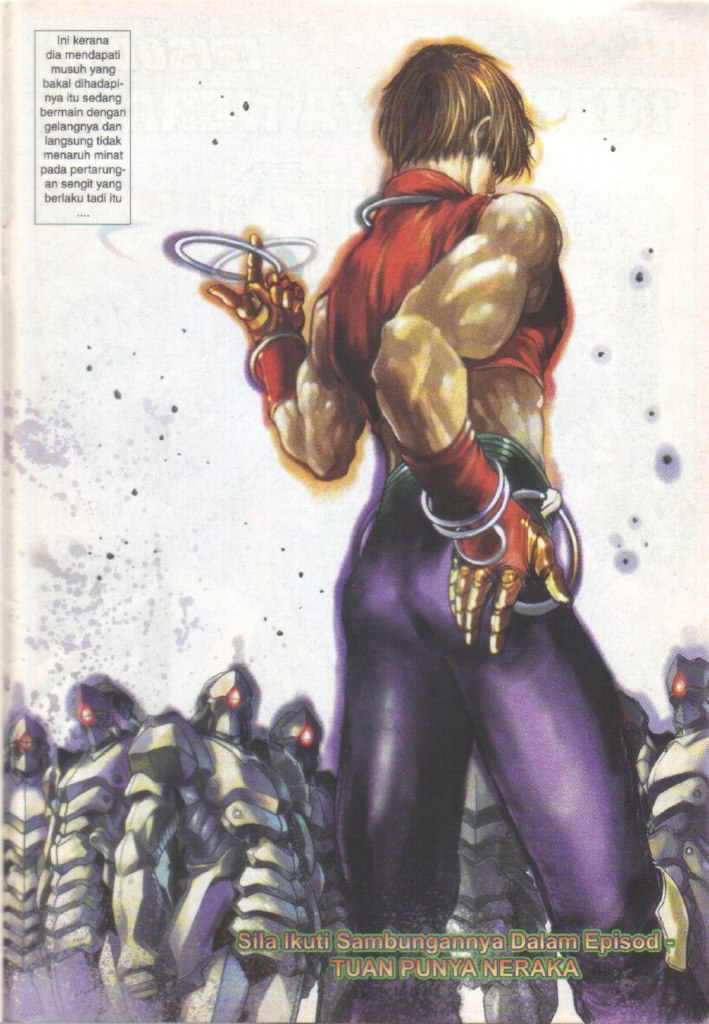 Ini kerana
dia mendapati
musuh yang
bakal dihadapi-
nya itu sedang
bermain dengan
gelangnya dan
langsung tidak
menaruh minat
pada pertarung-
an sengit yang
berlaku tadi itu
....
Sila Ikuti Sambungannya Dalam Episod -
TUAN PUNYA NERAKA